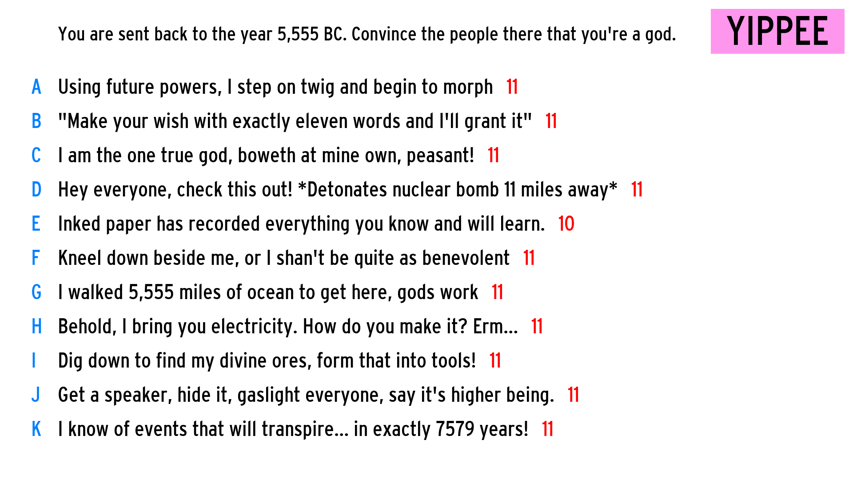 You are sent back to the year 5,555 BC. Convince the people there that you're a god.
YIPPEE
A Using future powers, I step on twig and begin to morph 11
B "Make your wish with exactly eleven words and I'll grant it" 11
C I am the one true god, boweth at mine own, peasant! 11
D Hey everyone, check this out! *Detonates nuclear bomb 11 miles away* 11
E Inked paper has recorded everything you know and will learn. 10
F Kneel down beside me, or I shan't be quite as benevolent 11
G I walked 5,555 miles of ocean to get here, gods work 11
H Behold, I bring you electricity. How do you make it? Erm... 11
I Dig down to find my divine ores, form that into tools! 11
J Get a speaker, hide it, gaslight everyone, say it's higher being. 11
K I know of events that will transpire... in exactly 7579 years! 11